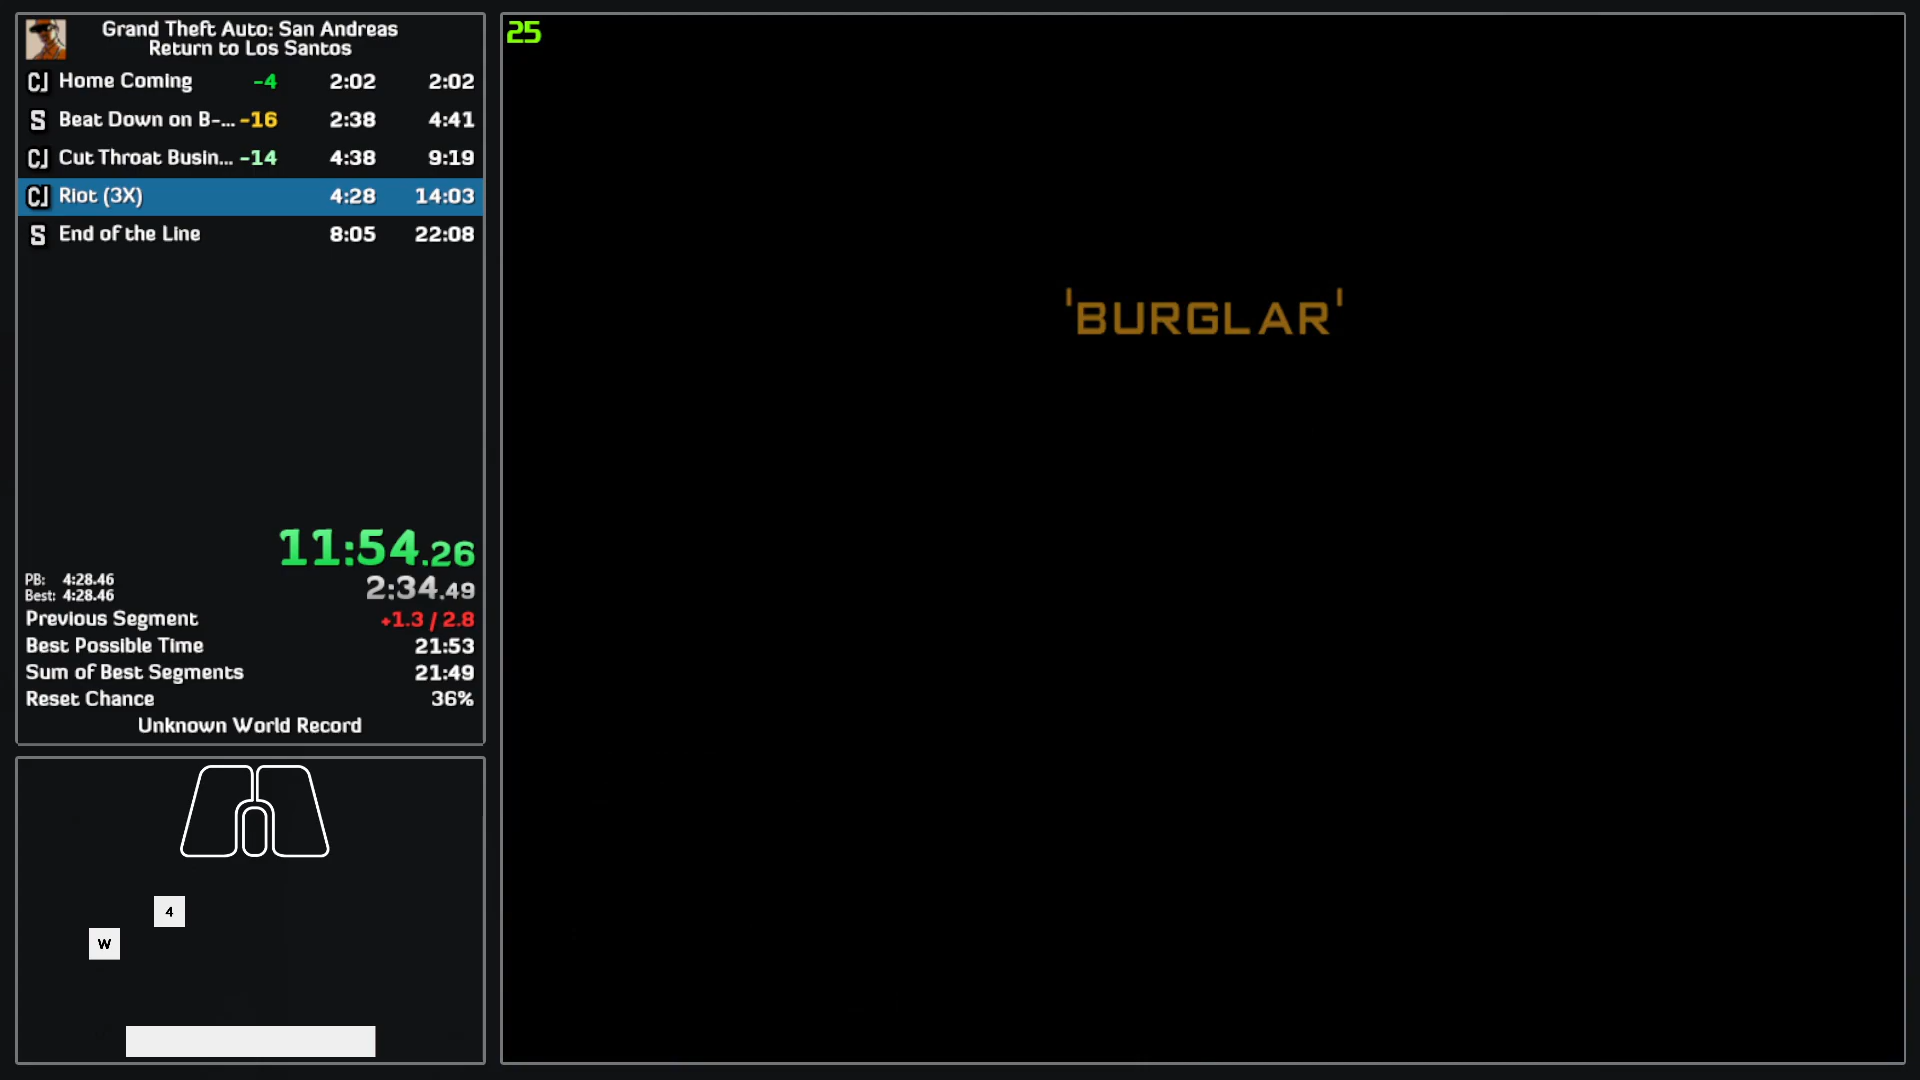 Grand Theft Auto: San Andreas
Return to Los Santos
CJ Home Coming -4 2:02 2:02
S Beat Down on B-... -16 2:38 4:41
CJ Cut Throat Busin... -14 4:38 9:19
CJ Riot (3X) 4:28 14:03
S End of the Line 8:05 22:08
11:54.26
PB: 4:28.46
Best: 4:28.46
2:34.49
Previous Segment +1.3 / 2.8
Best Possible Time 21:53
Sum of Best Segments 21:49
Reset Chance 36%
Unknown World Record
4
W
25
'BURGLAR'